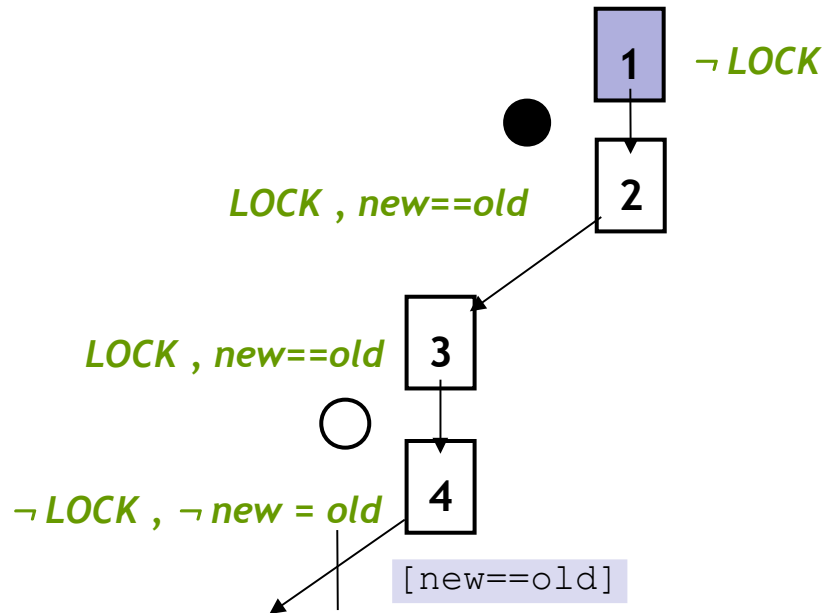 1
¬ LOCK
2
LOCK , new==old
LOCK , new==old
3
4
¬ LOCK , ¬ new = old
[new==old]